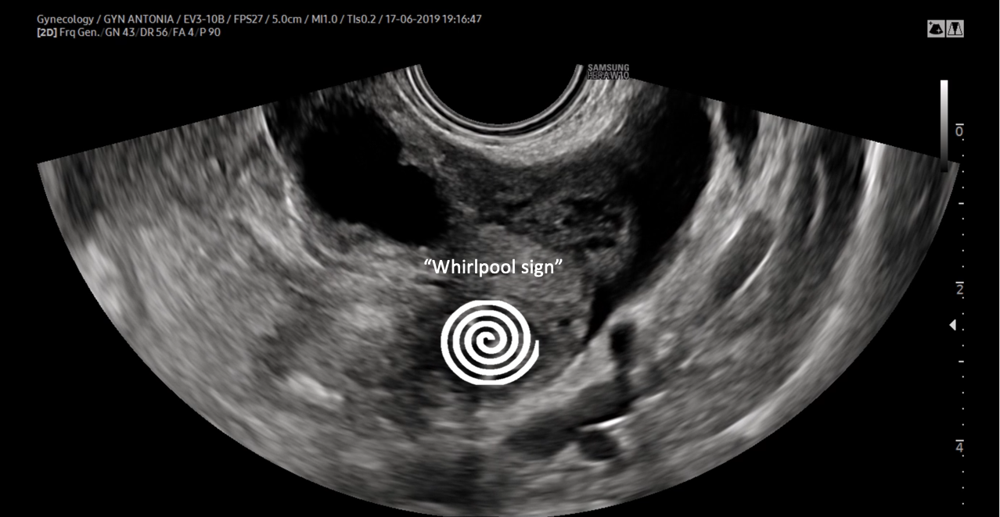 Gynecology / GYN ANTONIA / EV3-10B / FPS27 / 5.0cm / MI1.0 / TIs0.2 / 17-06-2019 19:16:47
[2D] Frq Gen./GN 43/DR 56/FA 4/P 90
SAMSUNG
HERA W10
0
"Whirlpool sign"
2
4